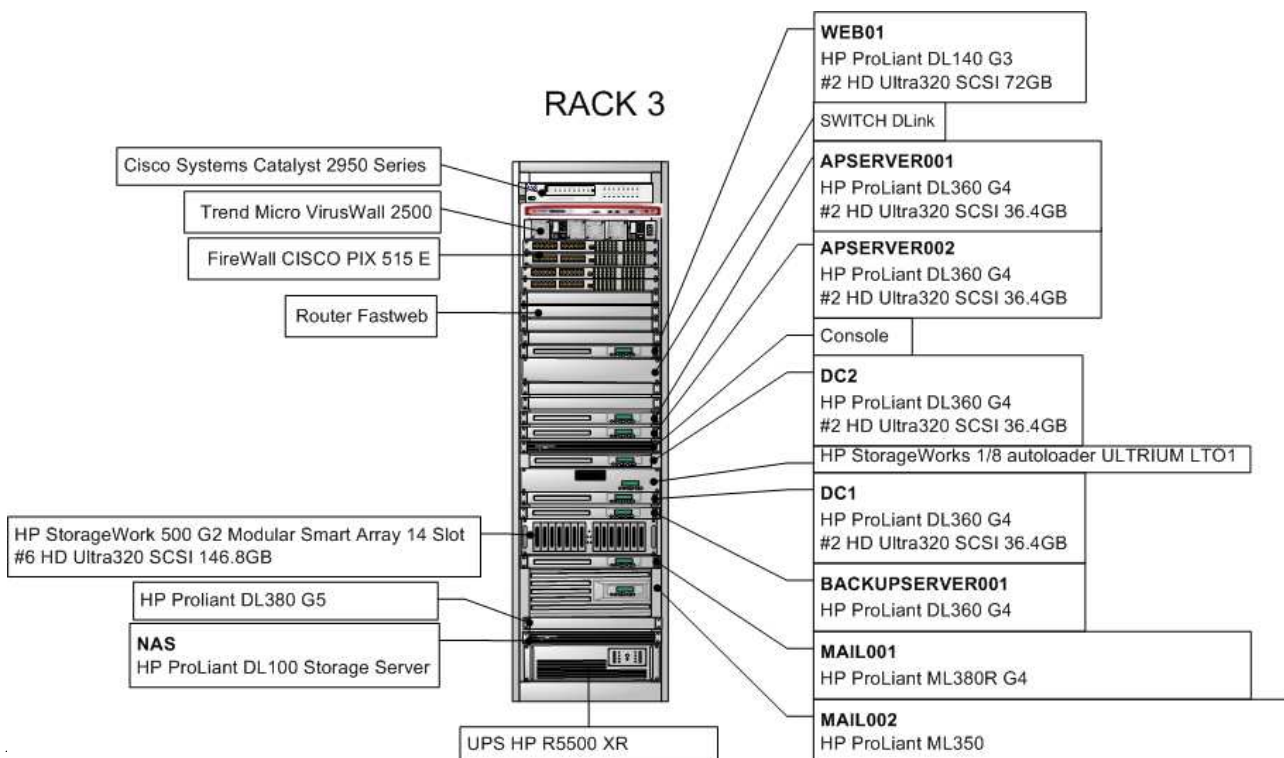 RACK 3
Cisco Systems Catalyst 2950 Series
Trend Micro VirusWall 2500
FireWall CISCO PIX 515 E
Router Fastweb
HP StorageWork 500 G2 Modular Smart Array 14 Slot
#6 HD Ultra320 SCSI 146.8GB
HP Proliant DL380 G5
NAS
HP ProLiant DL100 Storage Server
UPS HP R5500 XR
WEB01
HP ProLiant DL140 G3
#2 HD Ultra320 SCSI 72GB
SWITCH DLink
APSERVER001
HP ProLiant DL360 G4
#2 HD Ultra320 SCSI 36.4GB
APSERVER002
HP ProLiant DL360 G4
#2 HD Ultra320 SCSI 36.4GB
Console
DC2
HP ProLiant DL360 G4
#2 HD Ultra320 SCSI 36.4GB
HP StorageWorks 1/8 autoloader ULTRIUM LTO1
DC1
HP ProLiant DL360 G4
#2 HD Ultra320 SCSI 36.4GB
BACKUPSERVER001
HP ProLiant DL360 G4
MAIL001
HP ProLiant ML380R G4
MAIL002
HP ProLiant ML350